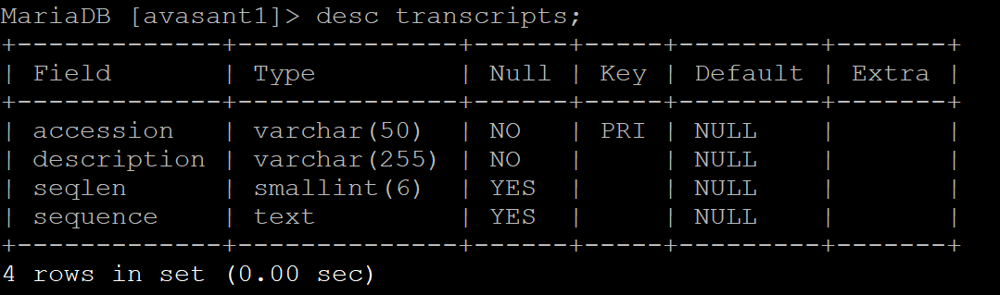 MariaDB [avasant1]> desc transcripts;
+-------------+--------------+------+-----+---------+-------+
| Field       | Type         | Null | Key | Default | Extra |
+-------------+--------------+------+-----+---------+-------+
| accession   | varchar(50)  | NO   | PRI | NULL    |       |
| description | varchar(255) | NO   |     | NULL    |       |
| seqlen      | smallint(6)  | YES  |     | NULL    |       |
| sequence    | text         | YES  |     | NULL    |       |
+-------------+--------------+------+-----+---------+-------+
4 rows in set (0.00 sec)